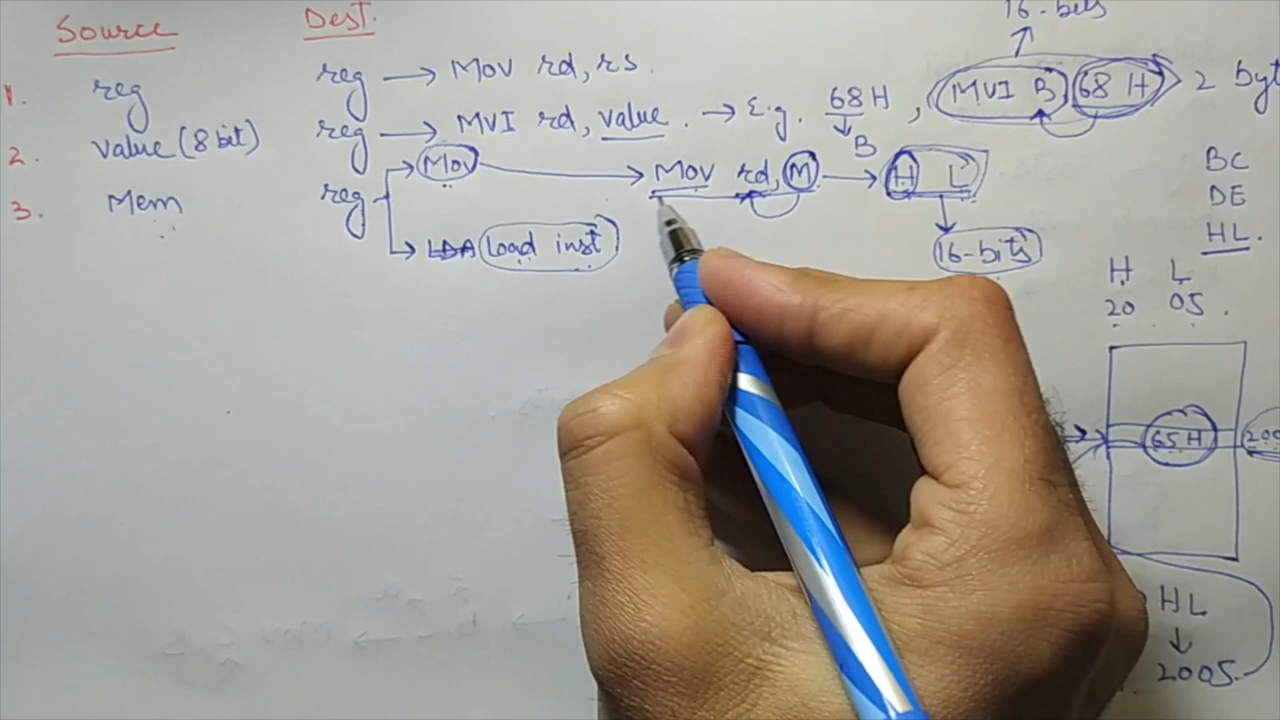 Source Dest. 16-bits
1. reg reg → Mov rd, rs.
2. value (8 bit) reg → MVI rd, value. → E.g. 68 H, MVI B 68 H 2 byt
B
3. Mem reg Mov → Mov rd, M → H L
LDA Load inst 16-bits
BC
DE
HL.
H L
20 05.
65 H 200
HL
↓
2005